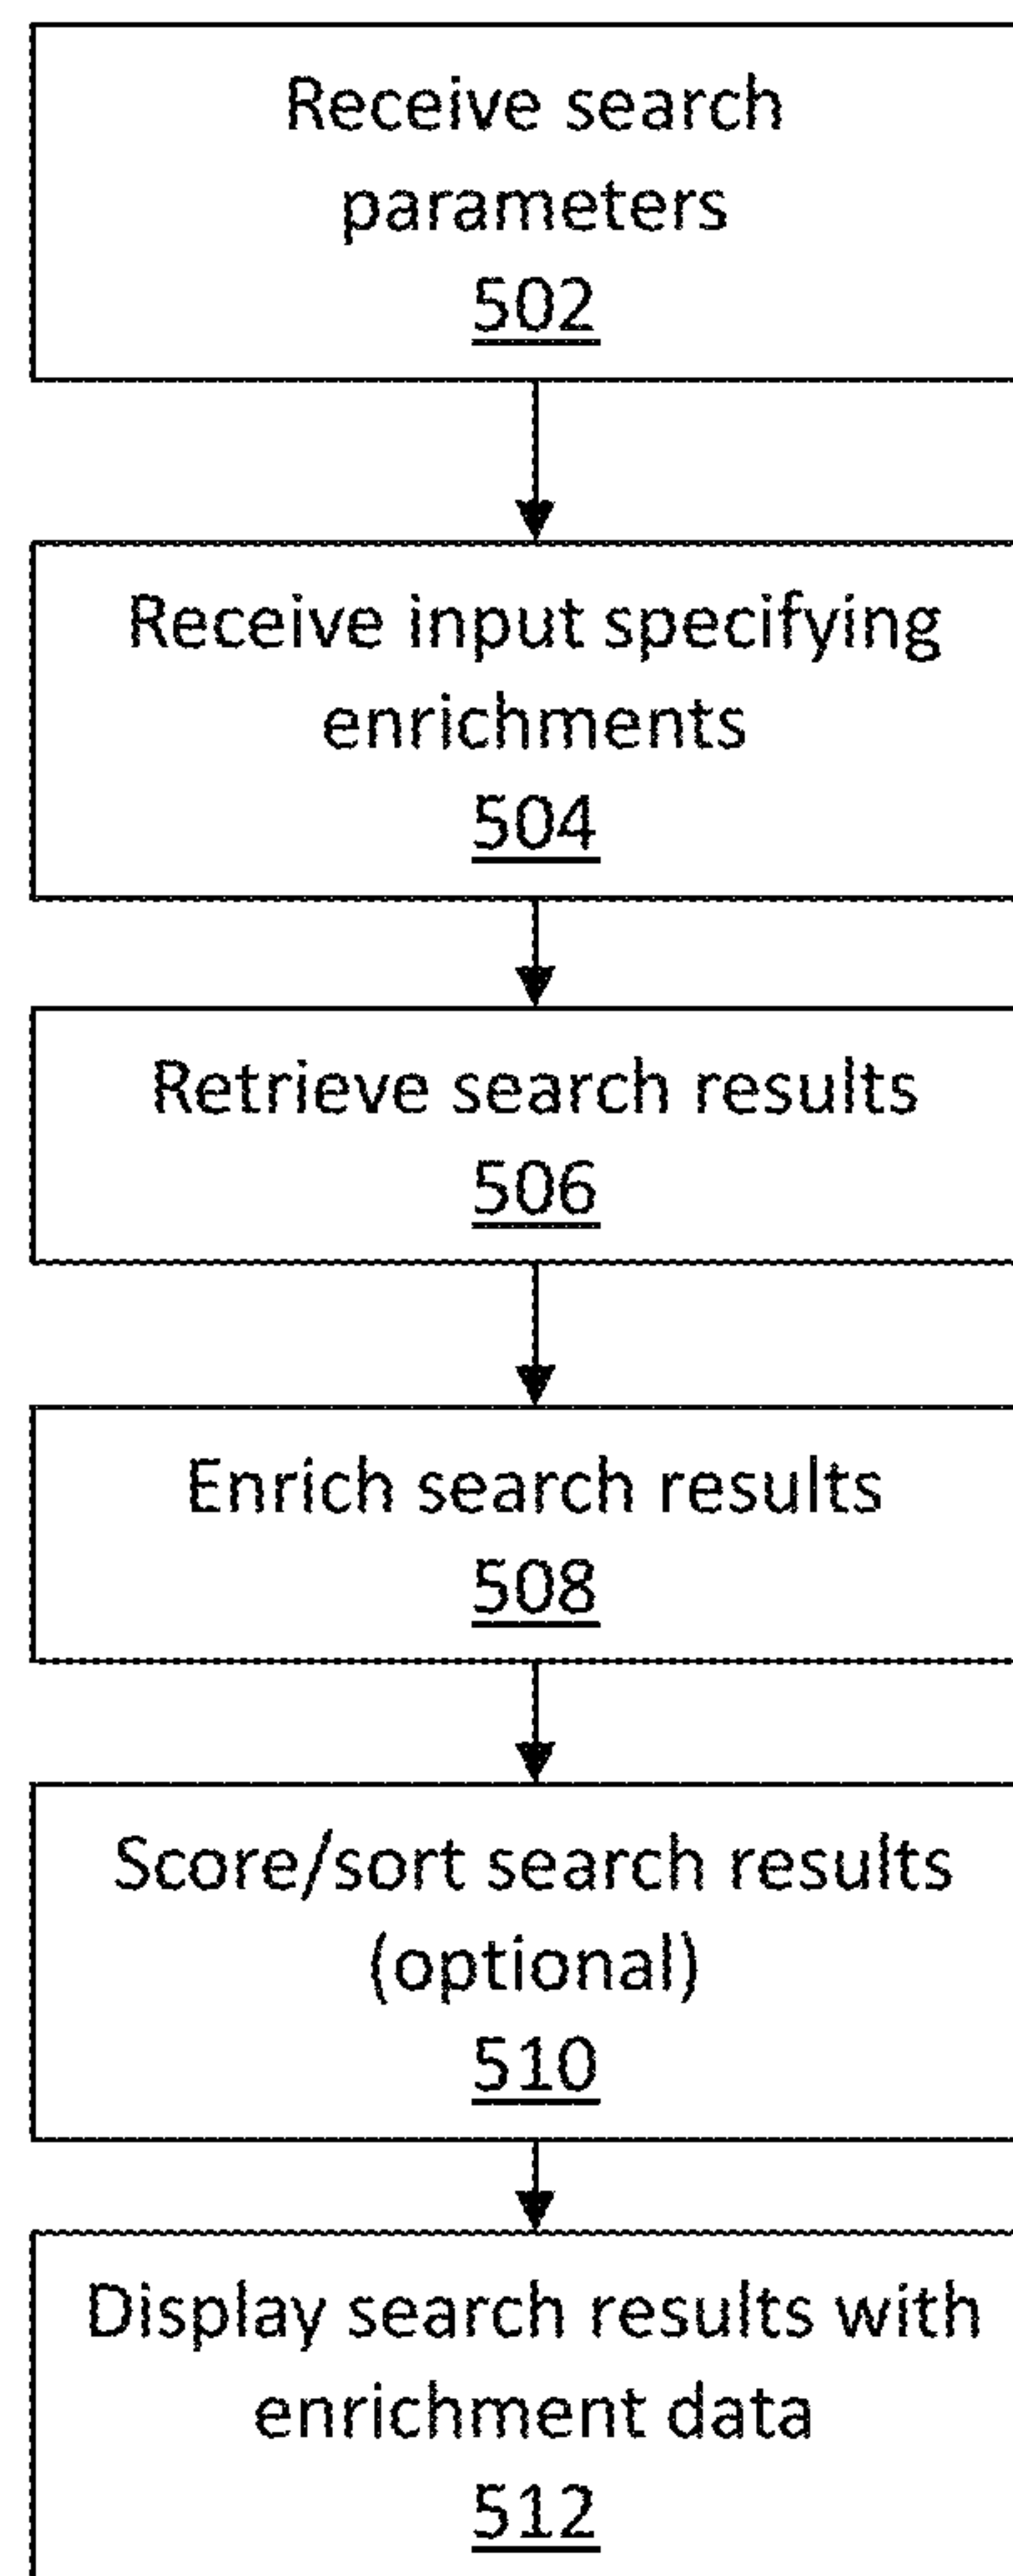 Receive search
parameters
502
Receive input specifying
enrichments
504
Retrieve search results
506
Enrich search results
508
Score/sort search results
(optional)
510
Display search results with
enrichment data
512